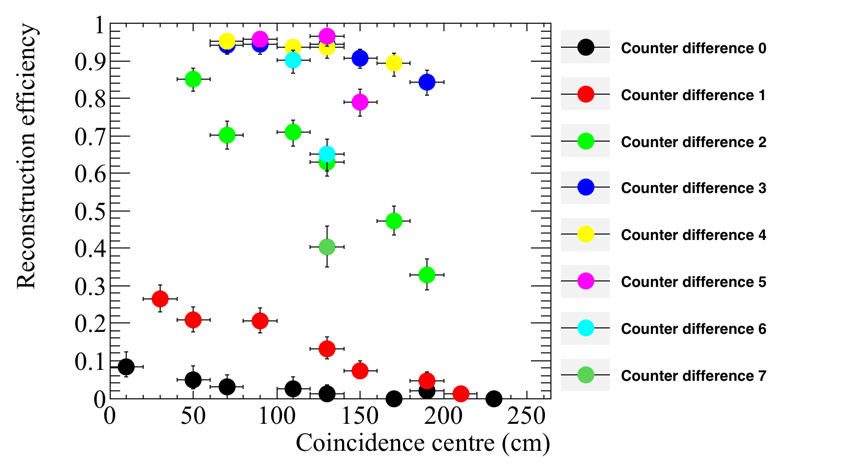 Reconstruction efficiency
1
0.9
0.8
0.7
0.6
0.5
0.4
0.3
0.2
0.1
0
0 50 100 150 200 250
Coincidence centre (cm)
Counter difference 0
Counter difference 1
Counter difference 2
Counter difference 3
Counter difference 4
Counter difference 5
Counter difference 6
Counter difference 7